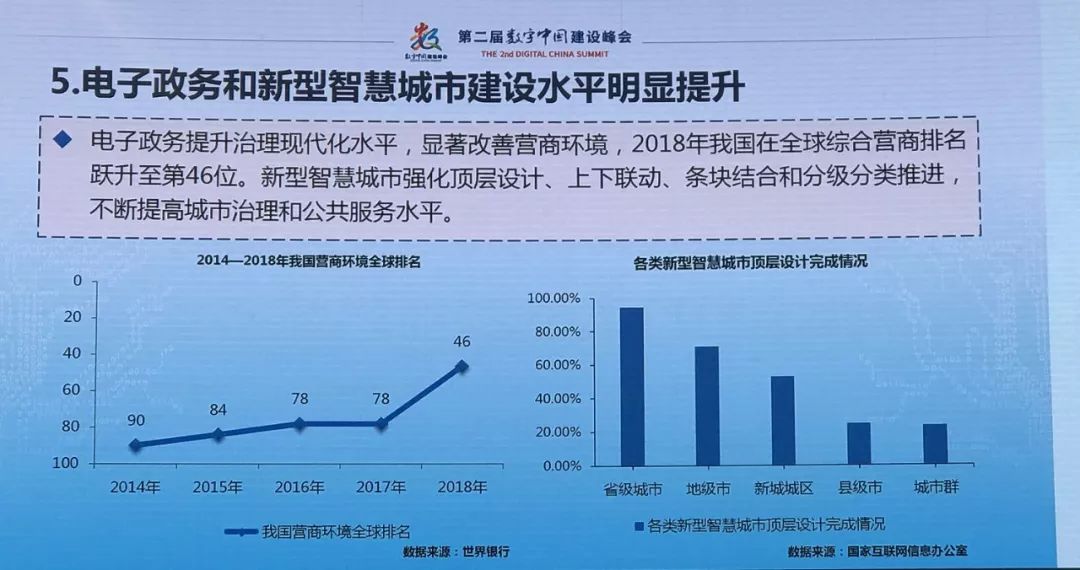 数字中国建设峰会
第二届数字中国建设峰会
THE 2nd DIGITAL CHINA SUMMIT
5.电子政务和新型智慧城市建设水平明显提升
电子政务提升治理现代化水平，显著改善营商环境，2018年我国在全球综合营商排名
跃升至第46位。新型智慧城市强化顶层设计、上下联动、条块结合和分级分类推进，
不断提高城市治理和公共服务水平。
2014—2018年我国营商环境全球排名
0
20
40
60
80
100
90
84
78
78
46
2014年 2015年 2016年 2017年 2018年
我国营商环境全球排名
数据来源：世界银行
各类新型智慧城市顶层设计完成情况
100.00%
80.00%
60.00%
40.00%
20.00%
0.00%
省级城市 地级市 新城城区 县级市 城市群
各类新型智慧城市顶层设计完成情况
数据来源：国家互联网信息办公室